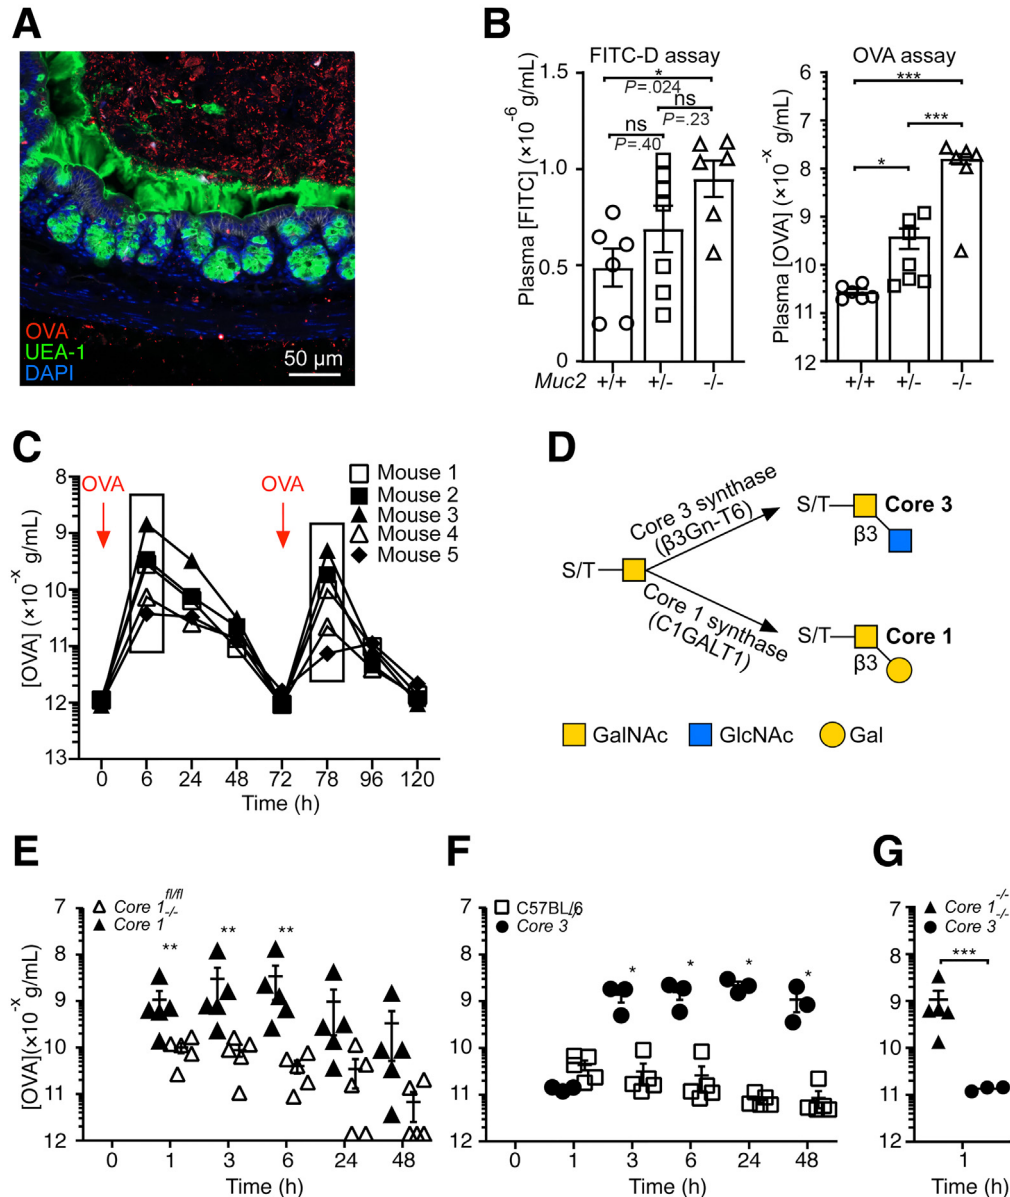 A
OVA
UEA-1
DAPI
50 µm
B
FITC-D assay
Plasma [FITC] (×10⁻⁶ g/mL)
1.5
1.0
0.5
0
*
P=.024
ns
P=.23
ns
P=.40
Muc2 +/+ +/- -/-
OVA assay
Plasma [OVA] (×10⁻ˣ g/mL)
6
7
8
9
10
11
12
***
***
*
+/+ +/- -/-
C
[OVA] (×10⁻ˣ g/mL)
8
9
10
11
12
13
OVA
OVA
Mouse 1
Mouse 2
Mouse 3
Mouse 4
Mouse 5
0 6 24 48 72 78 96 120
Time (h)
D
S/T
Core 3 synthase
(β3Gn-T6)
Core 1 synthase
(C1GALT1)
S/T Core 3
β3
S/T Core 1
β3
GalNAc GlcNAc Gal
E
Core 1 fl/fl
Core 1 -/-
[OVA](×10⁻ˣ g/mL)
7
8
9
10
11
12
** ** **
0 1 3 6 24 48
Time (h)
F
C57BL/6
Core 3 -/-
7
8
9
10
11
12
* * * *
0 1 3 6 24 48
Time (h)
G
Core 1 -/-
Core 3 -/-
7
8
9
10
11
12
***
1
Time (h)